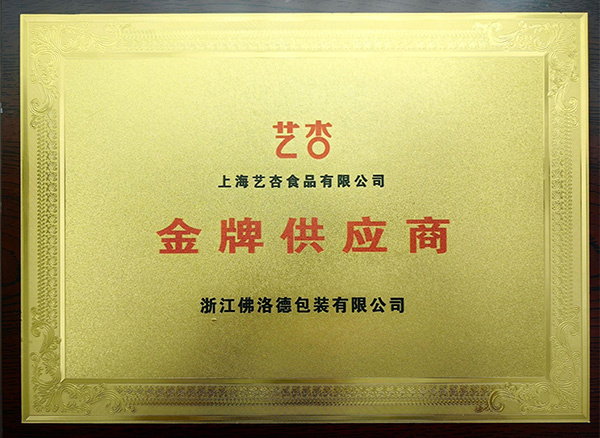 艺杏
上海艺杏食品有限公司
金牌供应商
浙江佛洛德包装有限公司